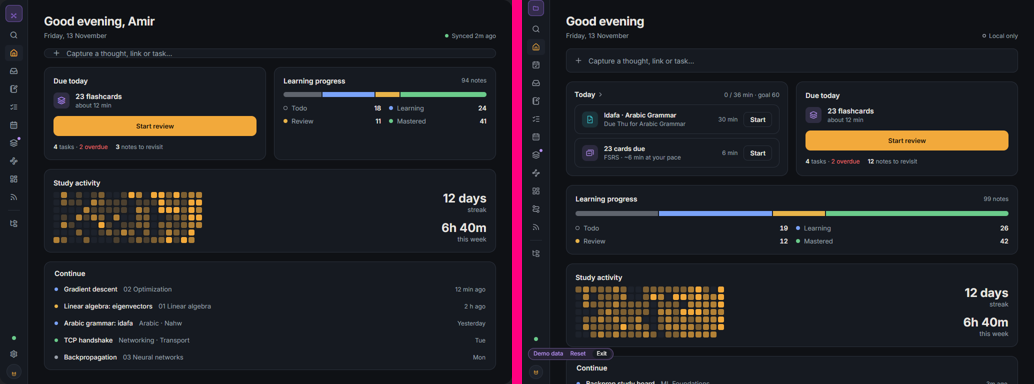 Good evening, Amir
Friday, 13 November
Synced 2m ago
+ Capture a thought, link or task...
Due today
23 flashcards
about 12 min
Start review
4 tasks · 2 overdue 3 notes to revisit
Learning progress
94 notes
Todo 18
Learning 24
Review 11
Mastered 41
Study activity
12 days
streak
6h 40m
this week
Continue
Gradient descent 02 Optimization 12 min ago
Linear algebra: eigenvectors 01 Linear algebra 2 h ago
Arabic grammar: idafa Arabic · Nahw Yesterday
TCP handshake Networking · Transport Tue
Backpropagation 03 Neural networks Mon
Good evening
Friday, 13 November
Local only
+ Capture a thought, link or task...
Today >
0 / 36 min · goal 60
Idafa · Arabic Grammar
Due Thu for Arabic Grammar
30 min Start
23 cards due
FSRS · ~6 min at your pace
6 min Start
Due today
23 flashcards
about 12 min
Start review
4 tasks · 2 overdue 12 notes to revisit
Learning progress
99 notes
Todo 19
Learning 26
Review 12
Mastered 42
Study activity
12 days
streak
6h 40m
this week
Demo data Reset Exit
Continue